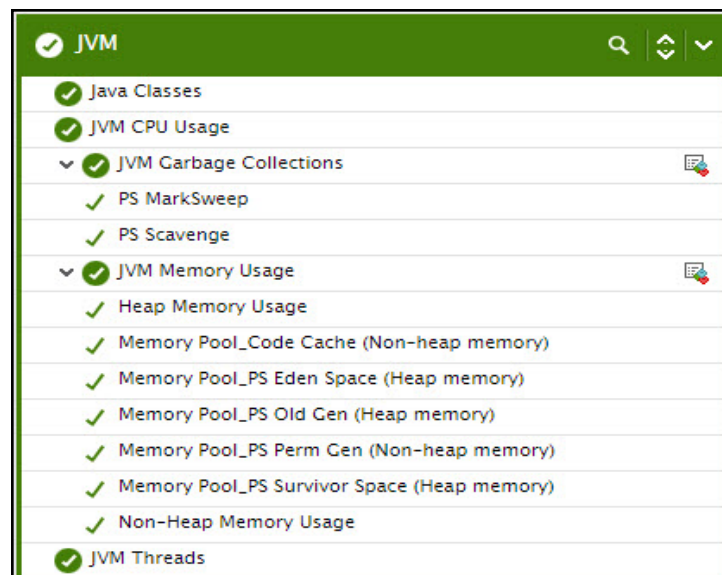 JVM
Java Classes
JVM CPU Usage
JVM Garbage Collections
PS MarkSweep
PS Scavenge
JVM Memory Usage
Heap Memory Usage
Memory Pool_Code Cache (Non-heap memory)
Memory Pool_PS Eden Space (Heap memory)
Memory Pool_PS Old Gen (Heap memory)
Memory Pool_PS Perm Gen (Non-heap memory)
Memory Pool_PS Survivor Space (Heap memory)
Non-Heap Memory Usage
JVM Threads